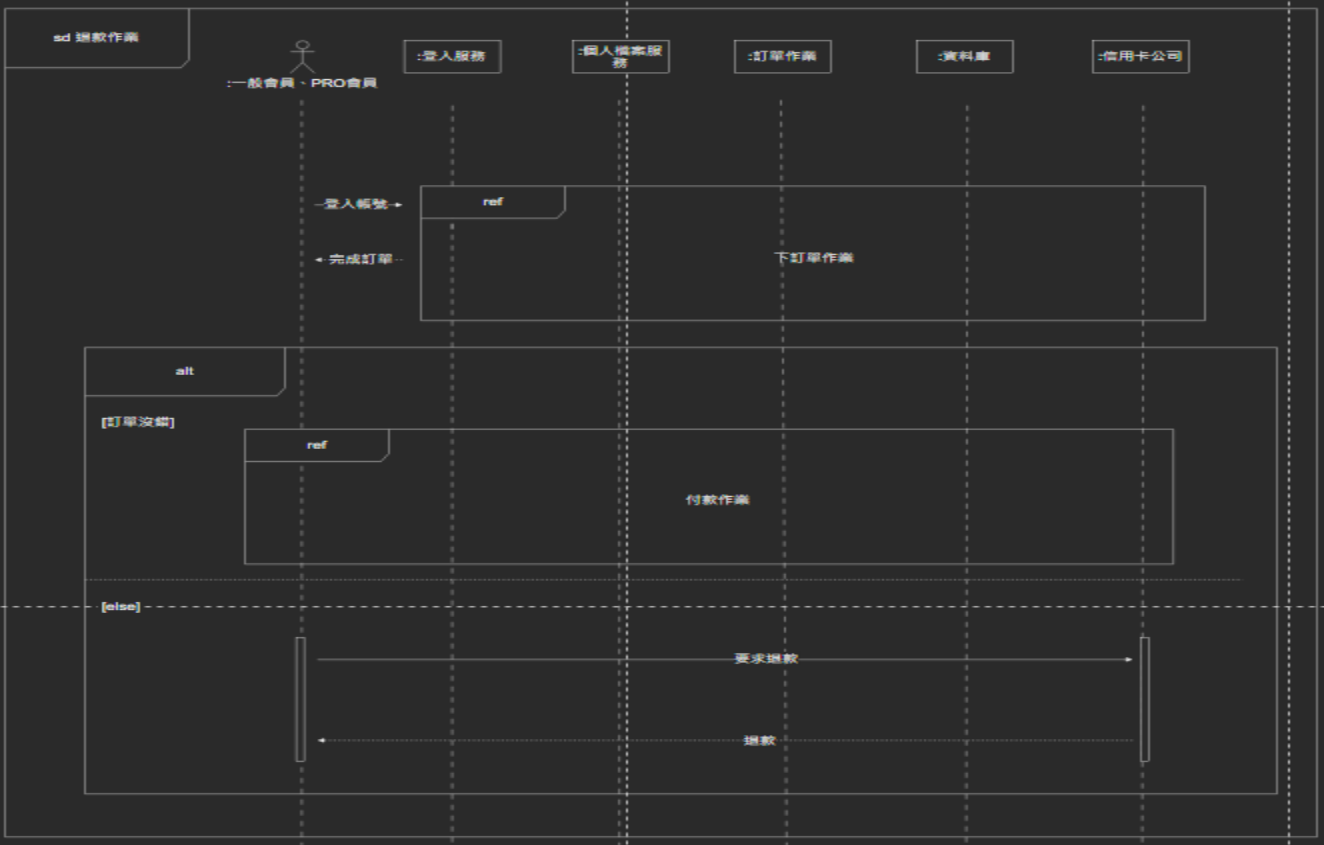 sd 退款作業
:一般會員、PRO會員
:登入服務
:個人檔案服
務
:訂單作業
:資料庫
:信用卡公司
登入帳號
ref
完成訂單
下訂單作業
alt
[訂單沒錯]
ref
付款作業
[else]
要求退款
退款